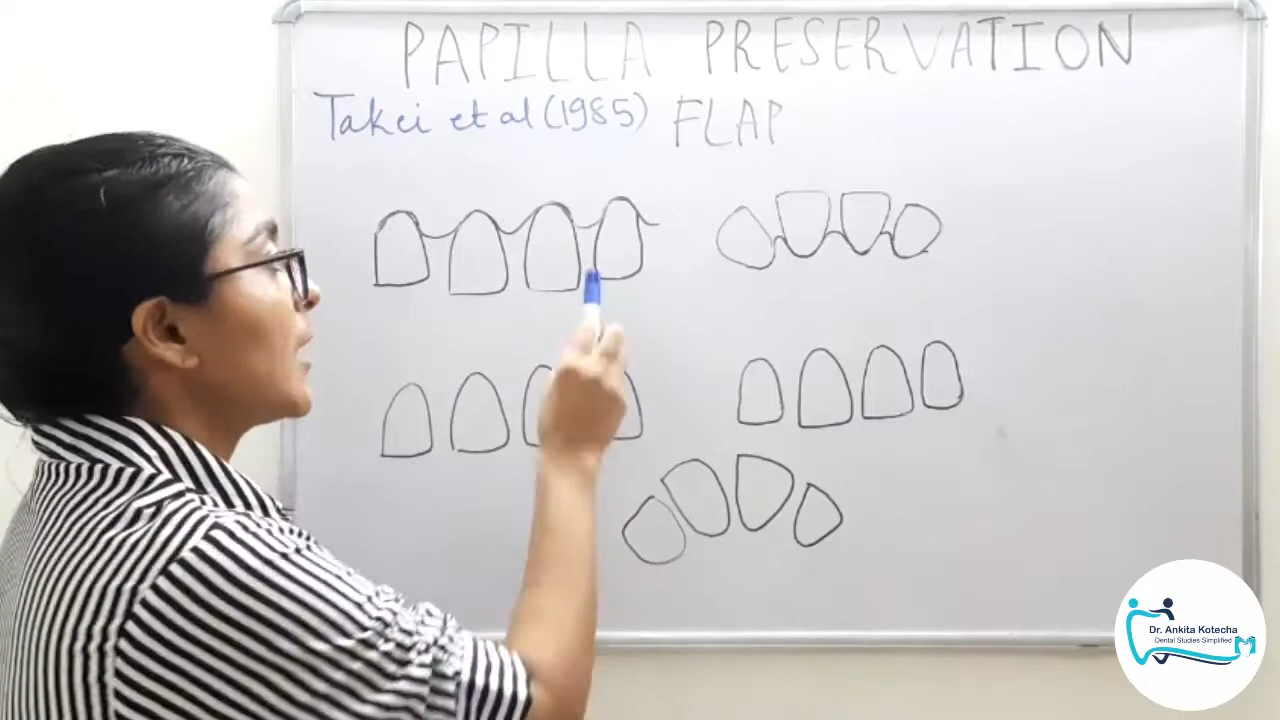 PAPILLA PRESERVATION
Takei et al (1985) FLAP
Dr. Ankita Kotecha
Dental Studies Simplified